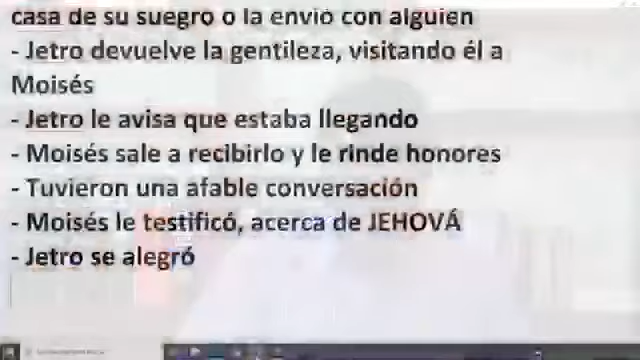 casa de su suegro o la envió con alguien
- Jetro devuelve la gentileza, visitando él a
Moisés
- Jetro le avisa que estaba llegando
- Moisés sale a recibirlo y le rinde honores
- Tuvieron una afable conversación
- Moisés le testificó, acerca de JEHOVÁ
- Jetro se alegró